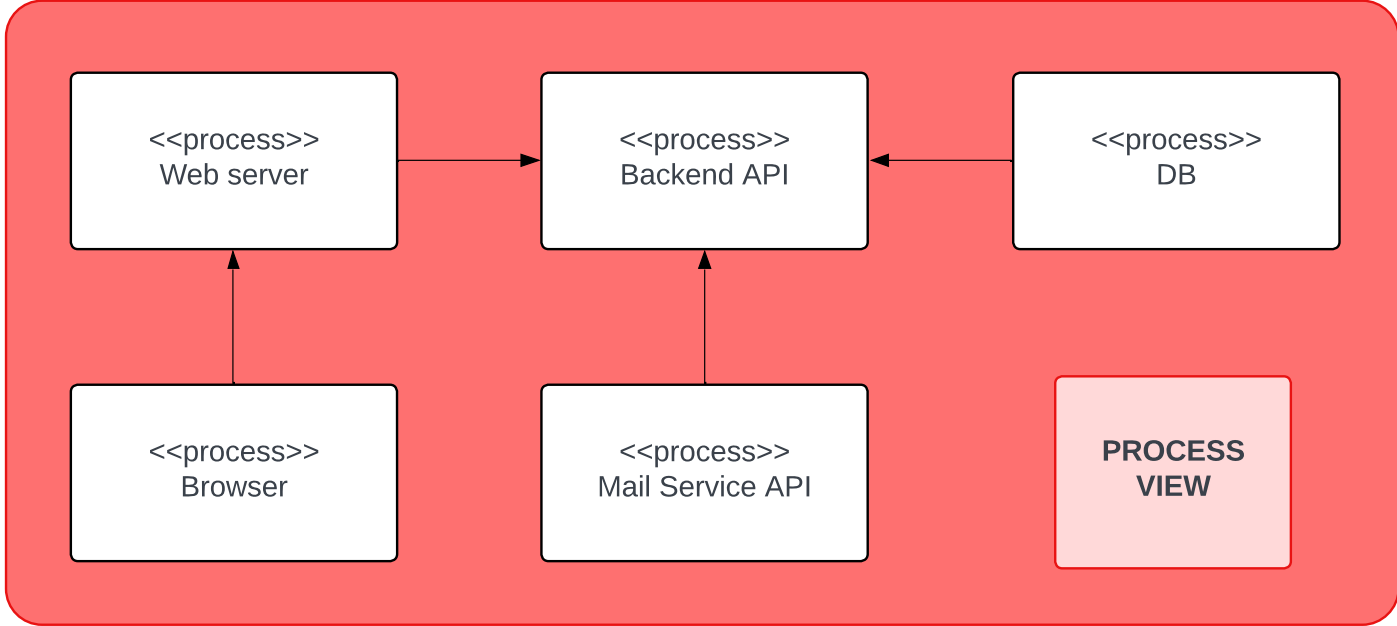 <<process>>
Web server
<<process>>
Backend API
<<process>>
DB
<<process>>
Browser
<<process>>
Mail Service API
PROCESS
VIEW